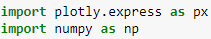 import plotly.express as px
import numpy as np